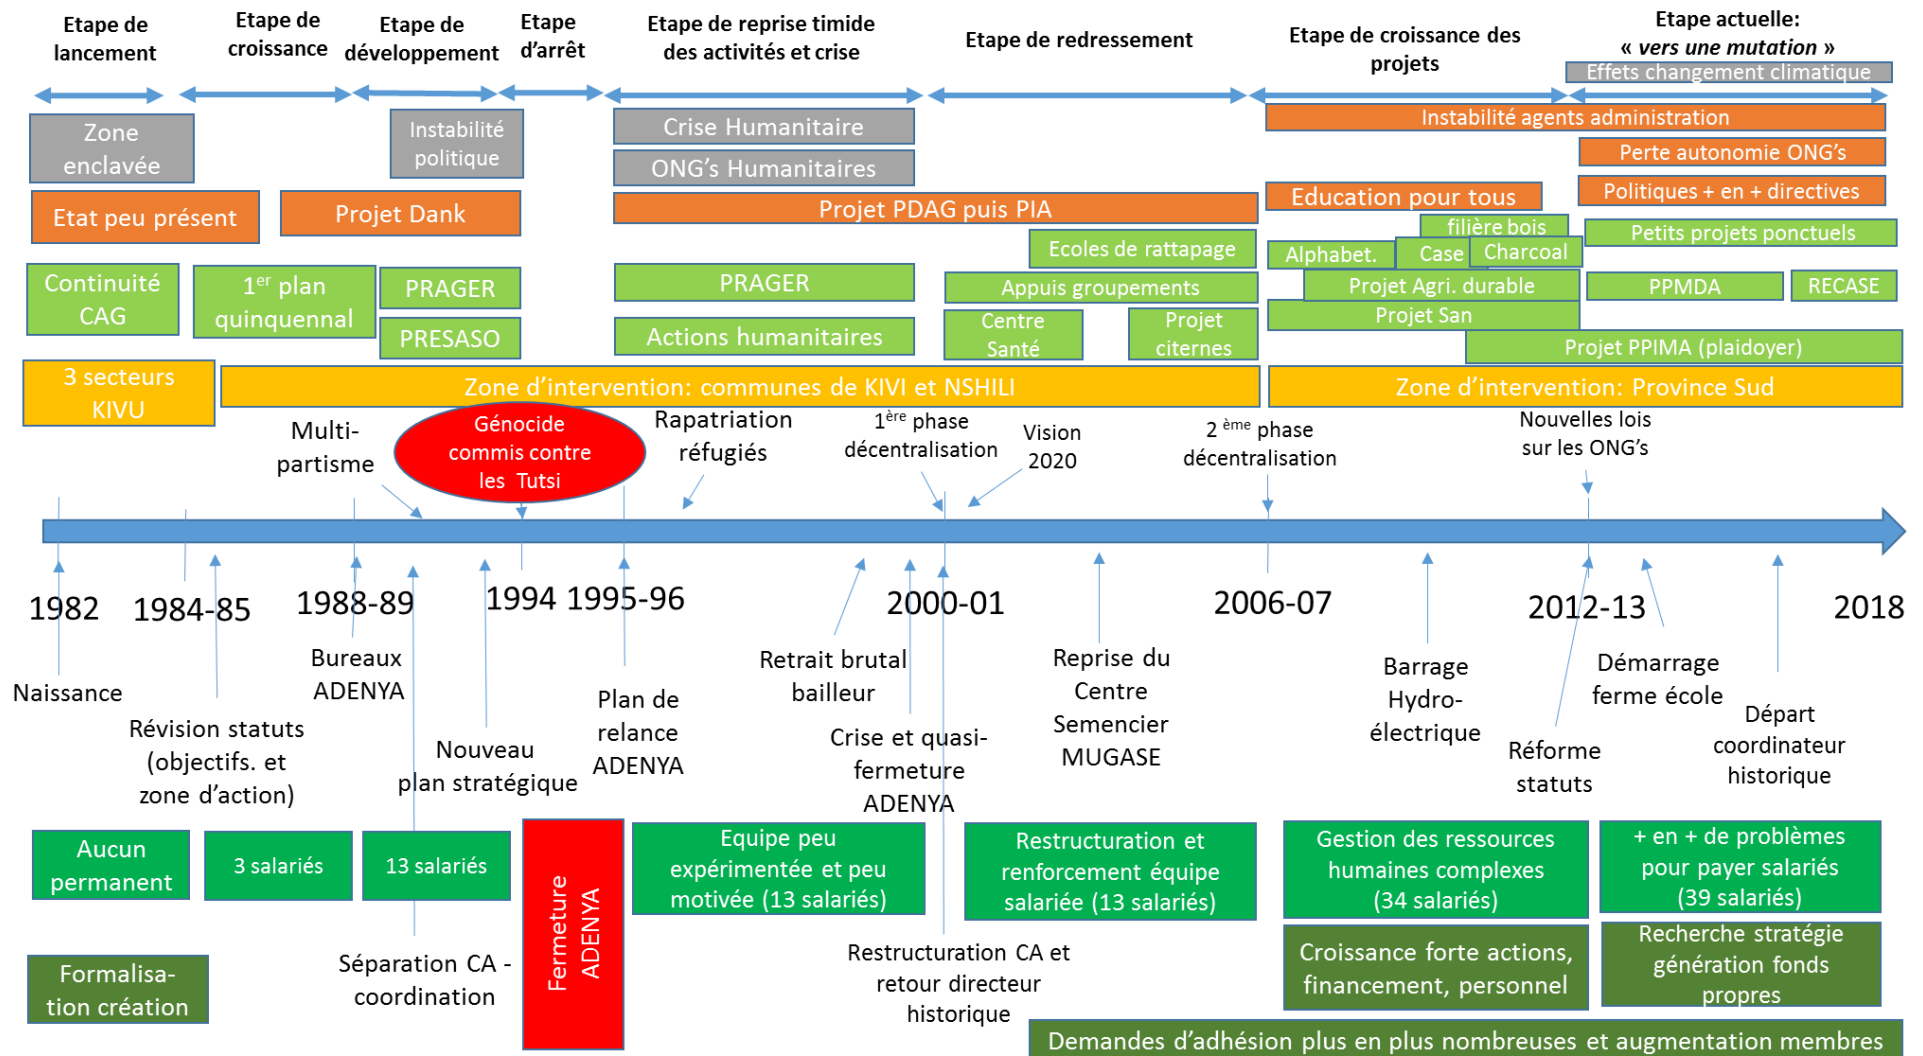 Etape de
lancement
Etape de
croissance
Etape de
développement
Etape
d’arrêt
Etape de reprise timide
des activités et crise
Etape de redressement
Etape de croissance des
projets
Etape actuelle:
« vers une mutation »
Effets changement climatique
Zone
enclavée
Instabilité
politique
Crise Humanitaire
ONG’s Humanitaires
Instabilité agents administration
Perte autonomie ONG’s
Etat peu présent
Projet Dank
Projet PDAG puis PIA
Education pour tous
Politiques + en + directives
filière bois
Petits projets ponctuels
Ecoles de rattapage
Alphabet.
Case
Charcoal
Continuité
CAG
1er plan
quinquennal
PRAGER
PRESASO
PRAGER
Actions humanitaires
Appuis groupements
Centre
Santé
Projet
citernes
Projet Agri. durable
Projet San
PPMDA
RECASE
Projet PPIMA (plaidoyer)
3 secteurs
KIVU
Zone d’intervention: communes de KIVI et NSHILI
Zone d’intervention: Province Sud
Multi-
partisme
Génocide
commis contre
les Tutsi
Rapatriation
réfugiés
1ère phase
décentralisation
Vision
2020
2 ème phase
décentralisation
Nouvelles lois
sur les ONG’s
1982
1984-85
1988-89
1994
1995-96
2000-01
2006-07
2012-13
2018
Naissance
Révision statuts
(objectifs. et
zone d’action)
Bureaux
ADENYA
Nouveau
plan stratégique
Plan de
relance
ADENYA
Retrait brutal
bailleur
Crise et quasi-
fermeture
ADENYA
Reprise du
Centre
Semencier
MUGASE
Barrage
Hydro-
électrique
Réforme
statuts
Démarrage
ferme école
Départ
coordinateur
historique
Aucun
permanent
3 salariés
13 salariés
Fermeture
ADENYA
Equipe peu
expérimentée et peu
motivée (13 salariés)
Restructuration et
renforcement équipe
salariée (13 salariés)
Gestion des ressources
humaines complexes
(34 salariés)
+ en + de problèmes
pour payer salariés
(39 salariés)
Formalisa-
tion création
Séparation CA -
coordination
Restructuration CA et
retour directeur
historique
Croissance forte actions,
financement, personnel
Recherche stratégie
génération fonds
propres
Demandes d’adhésion plus en plus nombreuses et augmentation membres